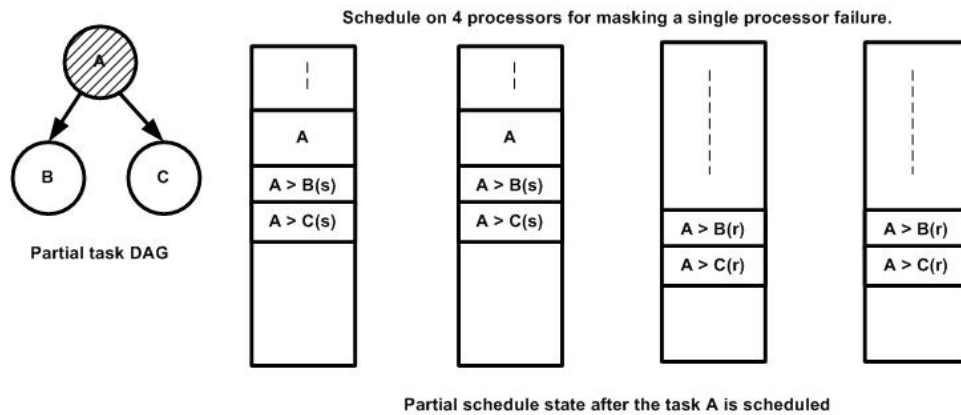 Schedule on 4 processors for masking a single processor failure.
A
B
C
Partial task DAG
A
A > B(s)
A > C(s)
A
A > B(s)
A > C(s)
A > B(r)
A > C(r)
A > B(r)
A > C(r)
Partial schedule state after the task A is scheduled